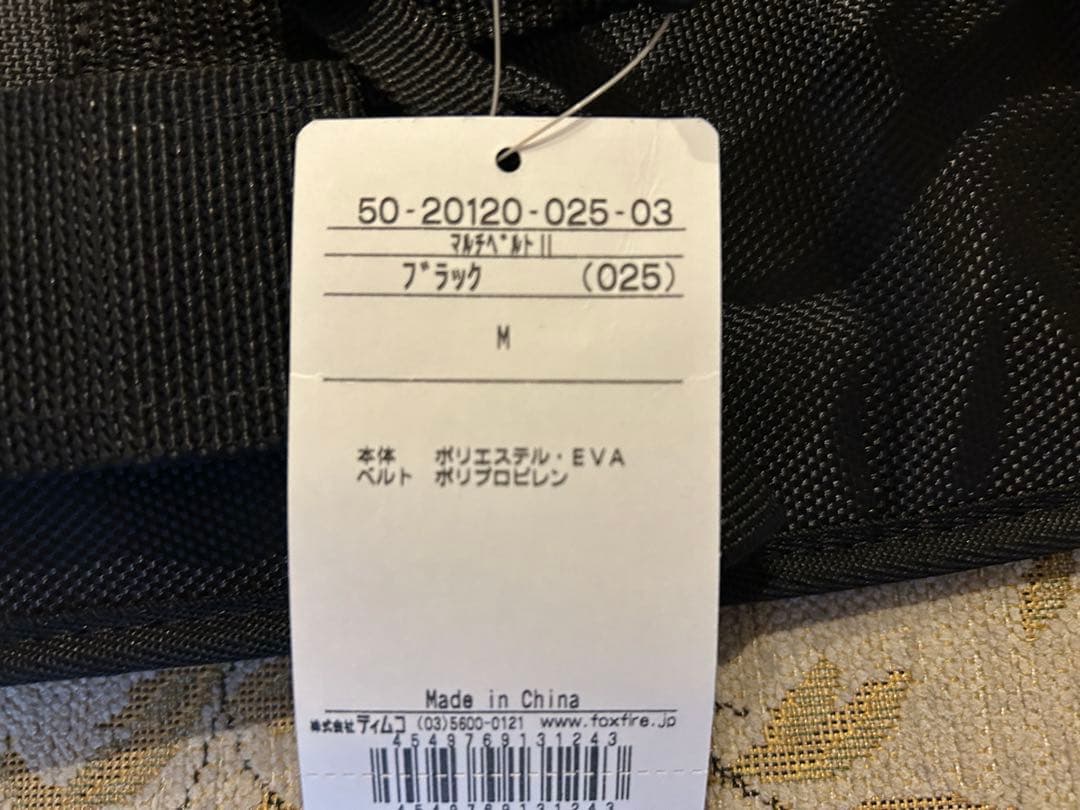 50-20120-025-03
ﾏﾙﾁﾍﾞﾙﾄII
ﾌﾞﾗｯｸ (025)
M
本体 ポリエステル・EVA
ベルト ポリプロピレン
Made in China
株式会社ティムコ (03)5600-0121 www.foxfire.jp
4549769131243
4549769131243